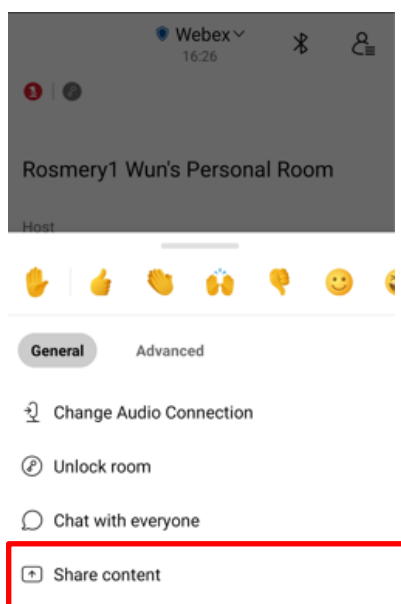 Webex
16:26
Rosmery1 Wun's Personal Room
Host
General
Advanced
Change Audio Connection
Unlock room
Chat with everyone
Share content